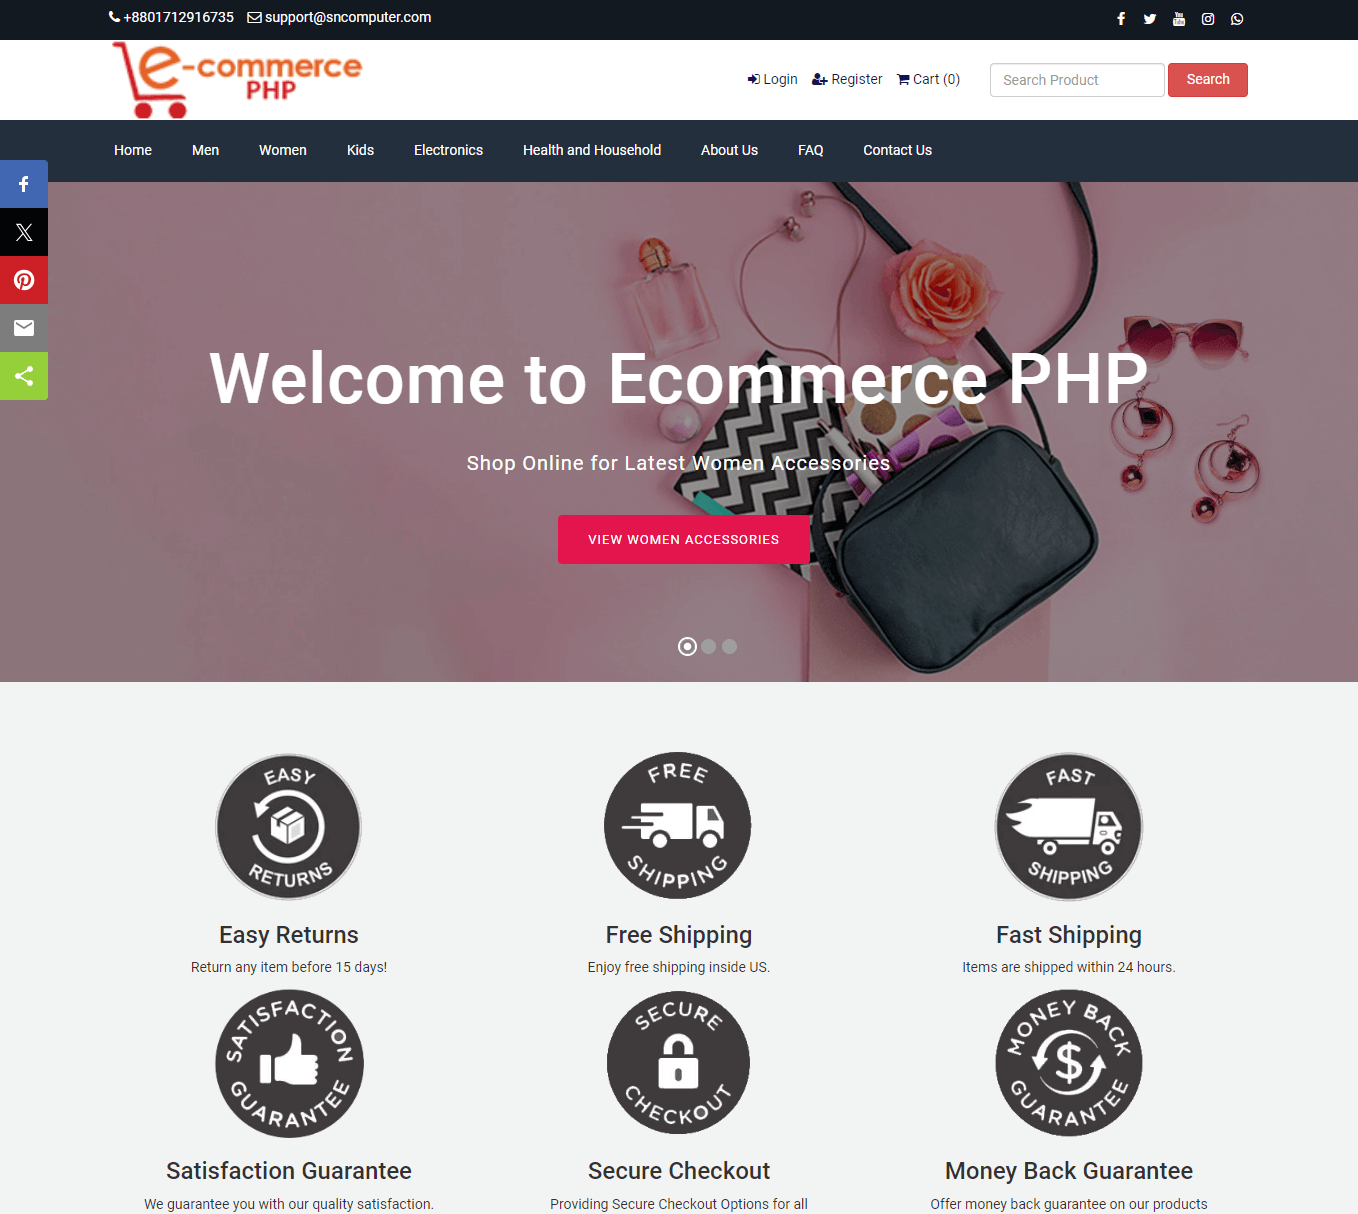 +8801712916735 support@sncomputer.com
e-commerce
PHP
Login Register Cart (0) Search Product Search
Home Men Women Kids Electronics Health and Household About Us FAQ Contact Us
Welcome to Ecommerce PHP
Shop Online for Latest Women Accessories
VIEW WOMEN ACCESSORIES
EASY RETURNS
FREE SHIPPING
FAST SHIPPING
Easy Returns
Free Shipping
Fast Shipping
Return any item before 15 days!
Enjoy free shipping inside US.
Items are shipped within 24 hours.
SATISFACTION GUARANTEE
SECURE CHECKOUT
MONEY BACK GUARANTEE
Satisfaction Guarantee
Secure Checkout
Money Back Guarantee
We guarantee you with our quality satisfaction.
Providing Secure Checkout Options for all
Offer money back guarantee on our products